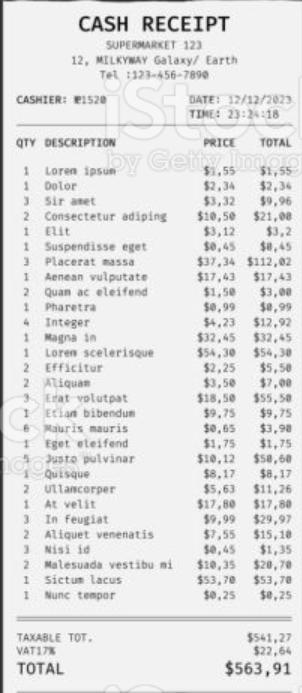 CASH RECEIPT
SUPERMARKET 123
12, MILKYWAY Galaxy/ Earth
Tel :123-456-7890
CASHIER: №1520 DATE: 12/12/2023
TIME: 23:24:18
QTY DESCRIPTION PRICE TOTAL
1 Lorem ipsum $1,55 $1,55
1 Dolor $2,34 $2,34
3 Sir amet $3,32 $9,96
2 Consectetur adiping $10,50 $21,00
1 Elit $3,12 $3,2
1 Suspendisse eget $0,45 $0,45
3 Placerat massa $37,34 $112,02
1 Aenean vulputate $17,43 $17,43
2 Quam ac eleifend $1,50 $3,00
1 Pharetra $0,99 $0,99
4 Integer $4,23 $12,92
1 Magna in $32,45 $32,45
1 Lorem scelerisque $54,30 $54,30
2 Efficitur $2,25 $5,50
2 Aliquam $3,50 $7,00
3 Erat volutpat $18,50 $55,50
1 Etiam bibendum $9,75 $9,75
6 Mauris mauris $0,65 $3,90
1 Eget eleifend $1,75 $1,75
5 Justo pulvinar $10,12 $50,60
1 Quisque $8,17 $8,17
2 Ullamcorper $5,63 $11,26
1 At velit $17,80 $17,80
3 In feugiat $9,99 $29,97
2 Aliquet venenatis $7,55 $15,10
3 Nisi id $0,45 $1,35
2 Malesuada vestibu mi $10,35 $20,70
1 Sictum lacus $53,70 $53,70
1 Nunc tempor $0,25 $0,25
TAXABLE TOT. $541,27
VAT17% $22,64
TOTAL $563,91
iStock
by Getty Images